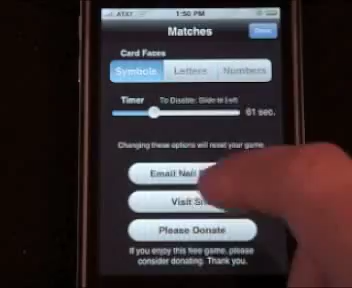 AT&T 1:50 PM
Matches Done
Card Faces
Symbols Letters Numbers
Timer To Disable: Slide to Left
61 sec.
Changing these options will reset your game.
Email
Visit
Please Donate
If you enjoy this free game, please
consider donating. Thank you.